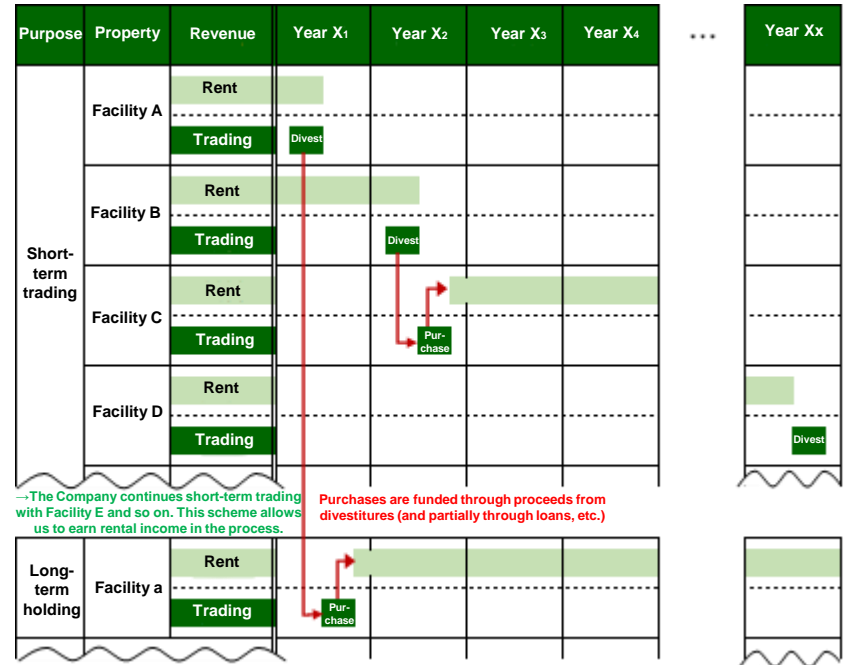 Purpose Property Revenue Year X1 Year X2 Year X3 Year X4 ... Year Xx
Rent
Facility A
Trading Divest
Rent
Facility B
Trading Divest
Short-
term
trading
Rent
Facility C
Trading Pur-
chase
Rent
Facility D
Trading Divest
→The Company continues short-term trading
with Facility E and so on. This scheme allows
us to earn rental income in the process.
Purchases are funded through proceeds from
divestitures (and partially through loans, etc.)
Long-
term
holding
Facility a
Rent
Trading Pur-
chase